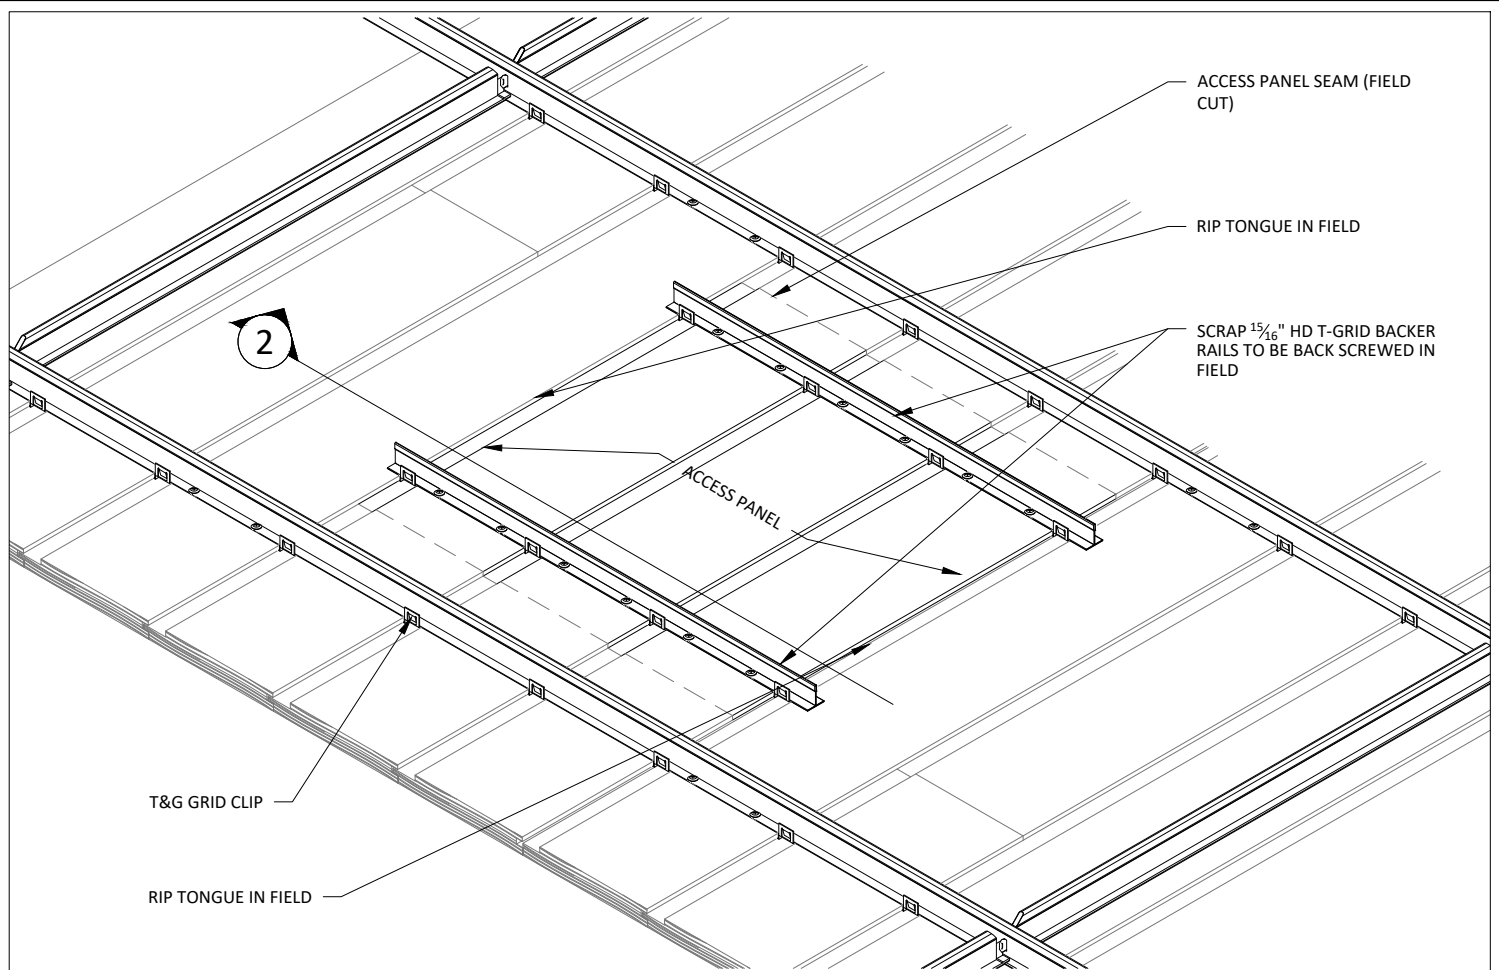 ACCESS PANEL SEAM (FIELD
CUT)
RIP TONGUE IN FIELD
2
SCRAP 15⁄16" HD T-GRID BACKER
RAILS TO BE BACK SCREWED IN
FIELD
ACCESS PANEL
T&G GRID CLIP
RIP TONGUE IN FIELD